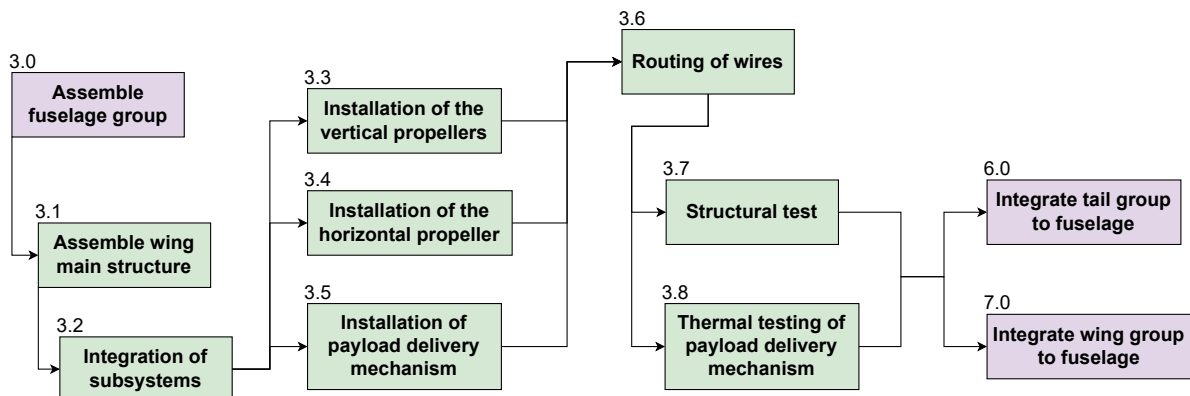 3.0
Assemble
fuselage group
3.1
Assemble wing
main structure
3.2
Integration of
subsystems
3.3
Installation of the
vertical propellers
3.4
Installation of the
horizontal propeller
3.5
Installation of
payload delivery
mechanism
3.6
Routing of wires
3.7
Structural test
3.8
Thermal testing of
payload delivery
mechanism
6.0
Integrate tail group
to fuselage
7.0
Integrate wing group
to fuselage